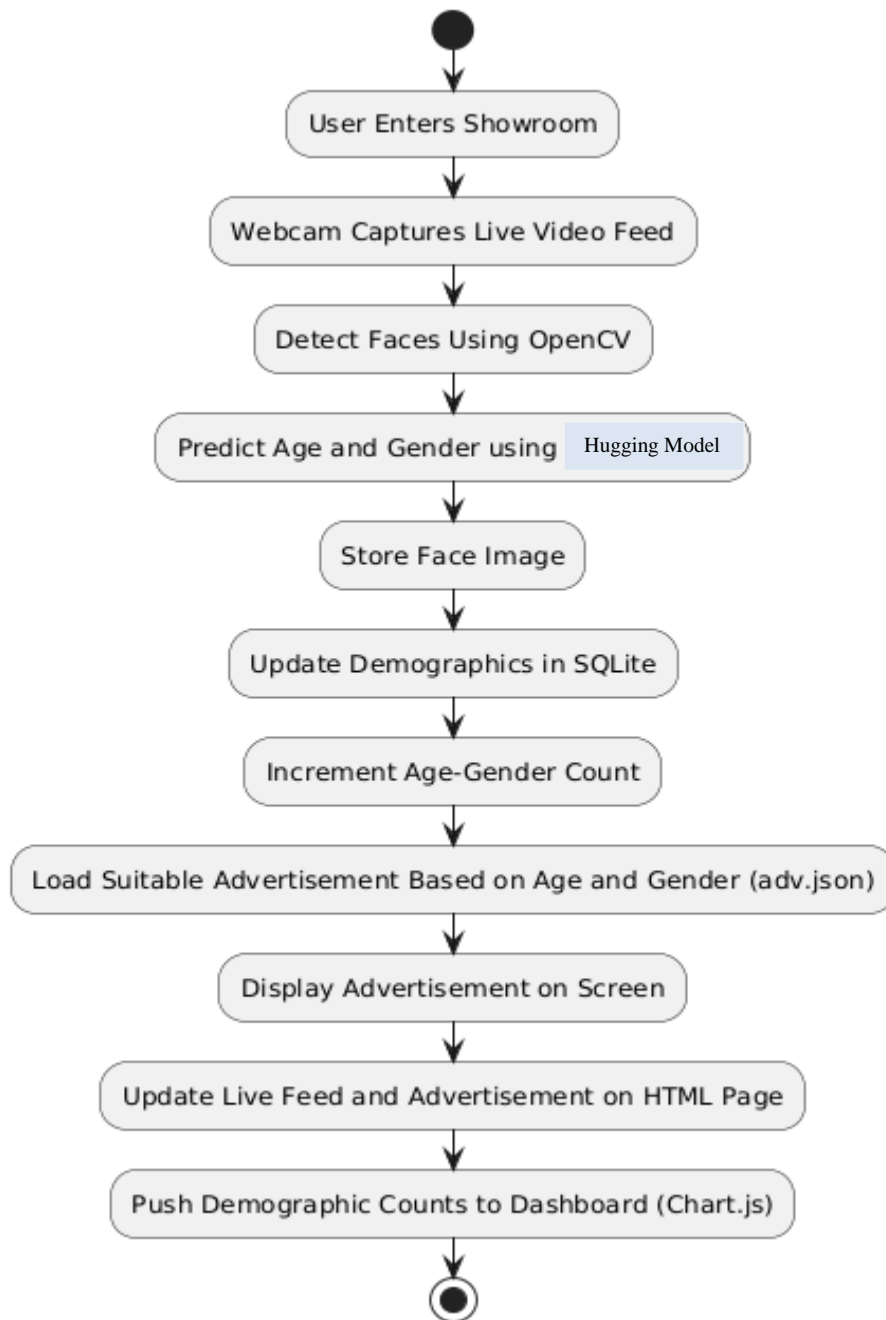 User Enters Showroom
Webcam Captures Live Video Feed
Detect Faces Using OpenCV
Predict Age and Gender using Hugging Model
Store Face Image
Update Demographics in SQLite
Increment Age-Gender Count
Load Suitable Advertisement Based on Age and Gender (adv.json)
Display Advertisement on Screen
Update Live Feed and Advertisement on HTML Page
Push Demographic Counts to Dashboard (Chart.js)